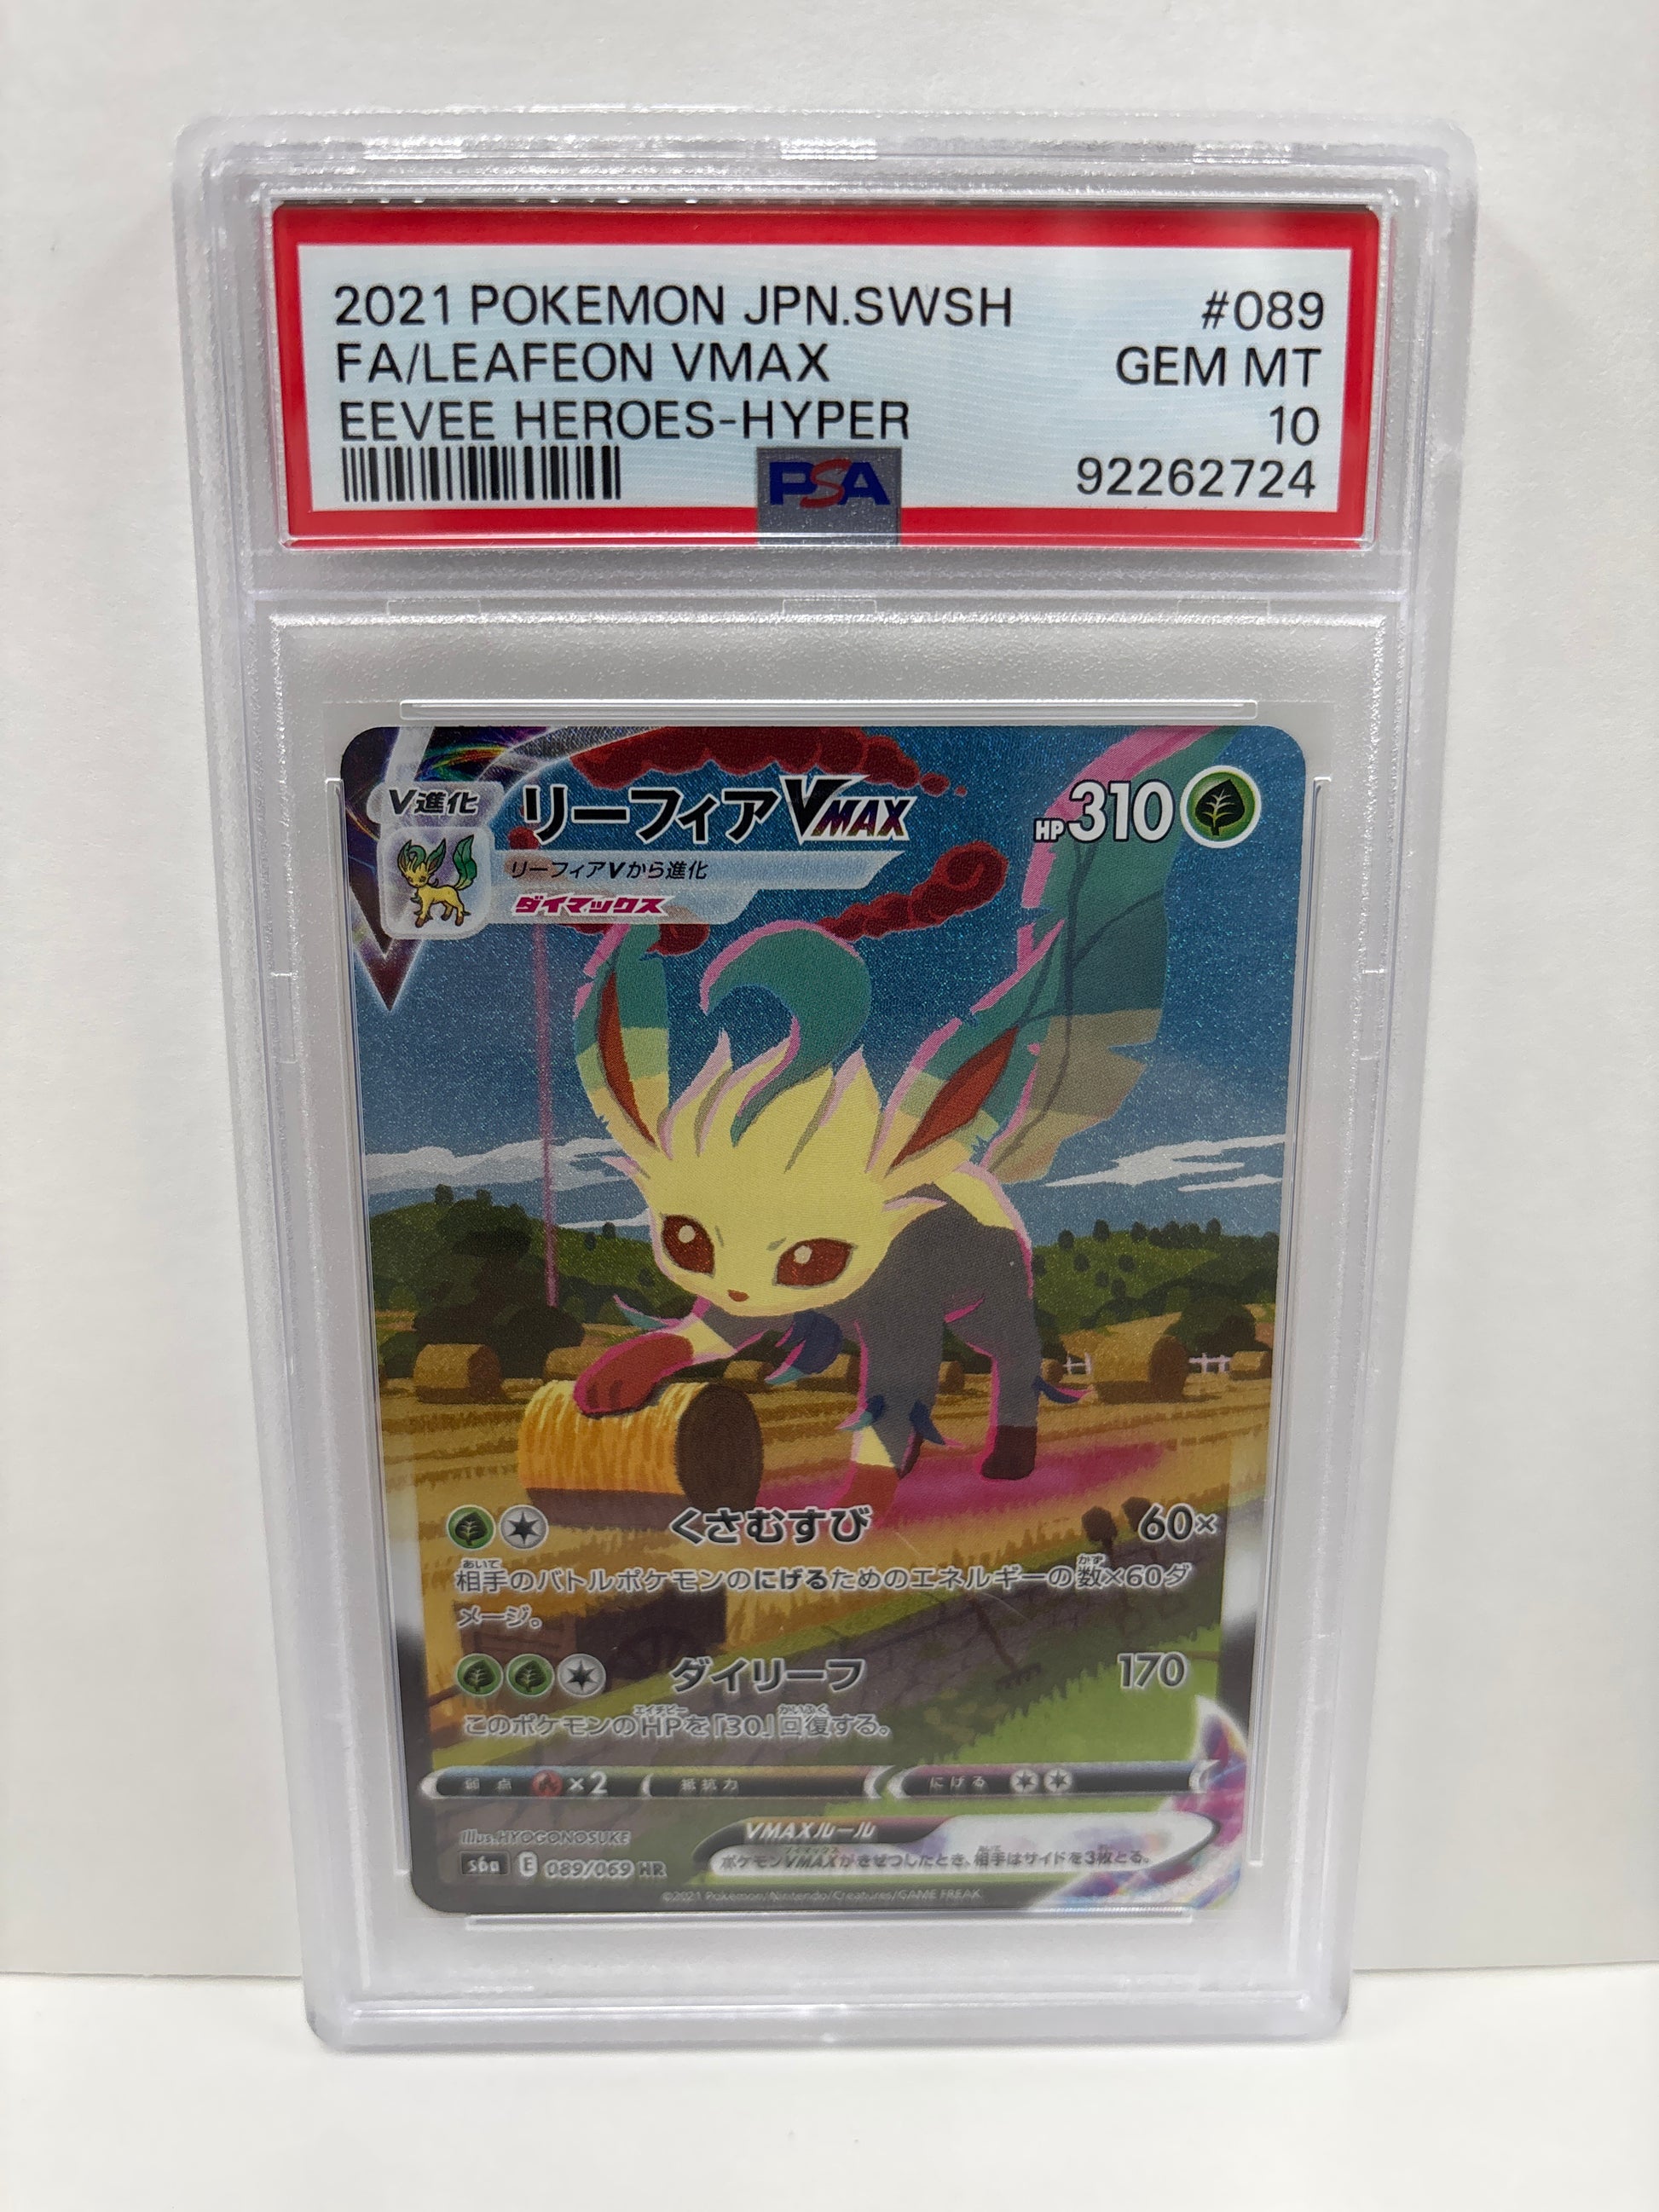 2021 POKEMON JPN.SWSH #089
FA/LEAFEON VMAX GEM MT
EEVEE HEROES-HYPER 10
PSA 92262724
V進化 リーフィアVMAX HP310
リーフィアVから進化
ダイマックス
くさむすび 60×
相手のバトルポケモンのにげるためのエネルギーの数×60ダ
メージ。
ダイリーフ 170
このポケモンのHPを「30」回復する。
弱点 ×2 抵抗力 にげる
Illus.HYOGONOSUKE VMAXルール
s6a E 089/069 HR ポケモンVMAXがきぜつしたとき、相手はサイドを3枚とる。
©2021 Pokémon/Nintendo/Creatures/GAME FREAK